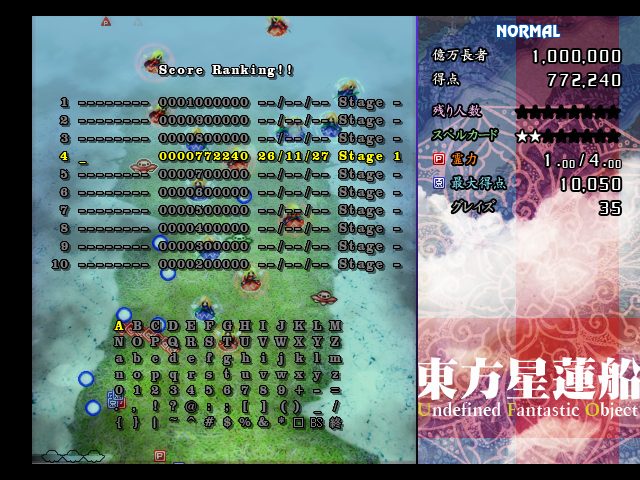 Score Ranking!!
1 -------- 0001000000 --/--/-- Stage -
2 -------- 0000900000 --/--/-- Stage -
3 -------- 0000800000 --/--/-- Stage -
4 _ 0000772240 26/11/27 Stage 1
5 -------- 0000700000 --/--/-- Stage -
6 -------- 0000600000 --/--/-- Stage -
7 -------- 0000500000 --/--/-- Stage -
8 -------- 0000400000 --/--/-- Stage -
9 -------- 0000300000 --/--/-- Stage -
10 -------- 0000200000 --/--/-- Stage -
A B C D E F G H I J K L M
N O P Q R S T U V W X Y Z
a b c d e f g h i j k l m
n o p q r s t u v w x y z
0 1 2 3 4 5 6 7 8 9 + - =
. , ! ? @ : ; [ ] ( ) _ /
{ } | ~ ^ # $ % & * □ BS 終
NORMAL
億万長者 1,000,000
得点 772,240
残り人数 ★★★★★★★★
スペルカード ★★★★★★★★
P 霊力 1.00/4.00
点 最大得点 10,050
グレイズ 35
東方星蓮船
Undefined Fantastic Object